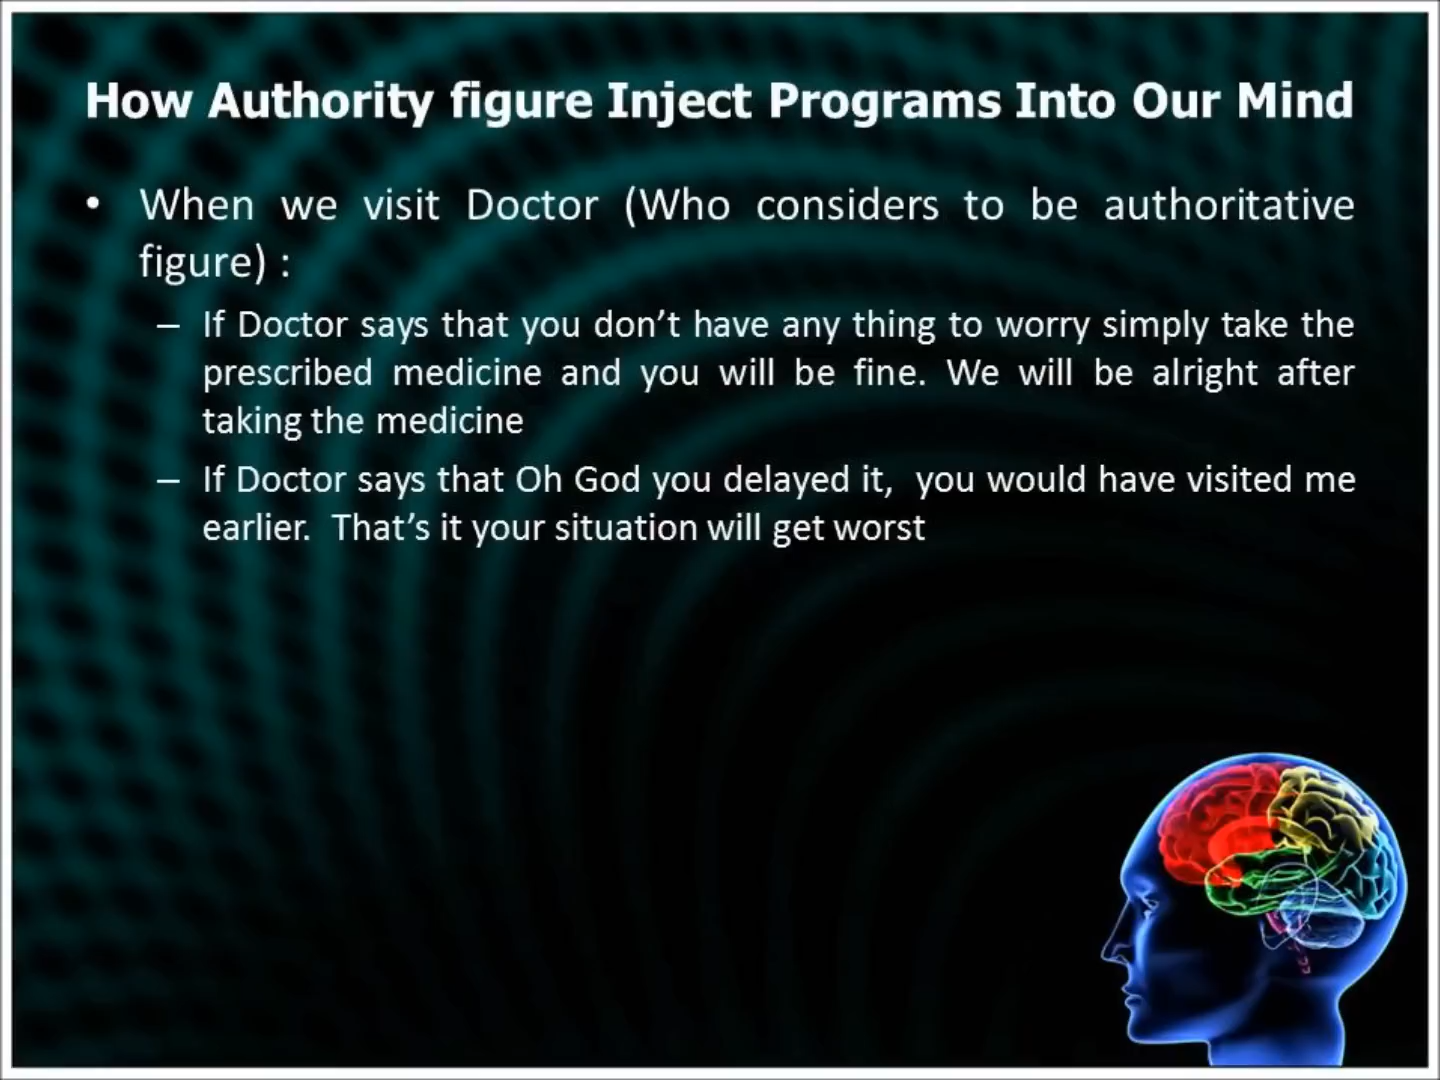 How Authority figure Inject Programs Into Our Mind
• When we visit Doctor (Who considers to be authoritative
figure) :
– If Doctor says that you don’t have any thing to worry simply take the
prescribed medicine and you will be fine. We will be alright after
taking the medicine
– If Doctor says that Oh God you delayed it,  you would have visited me
earlier.  That’s it your situation will get worst